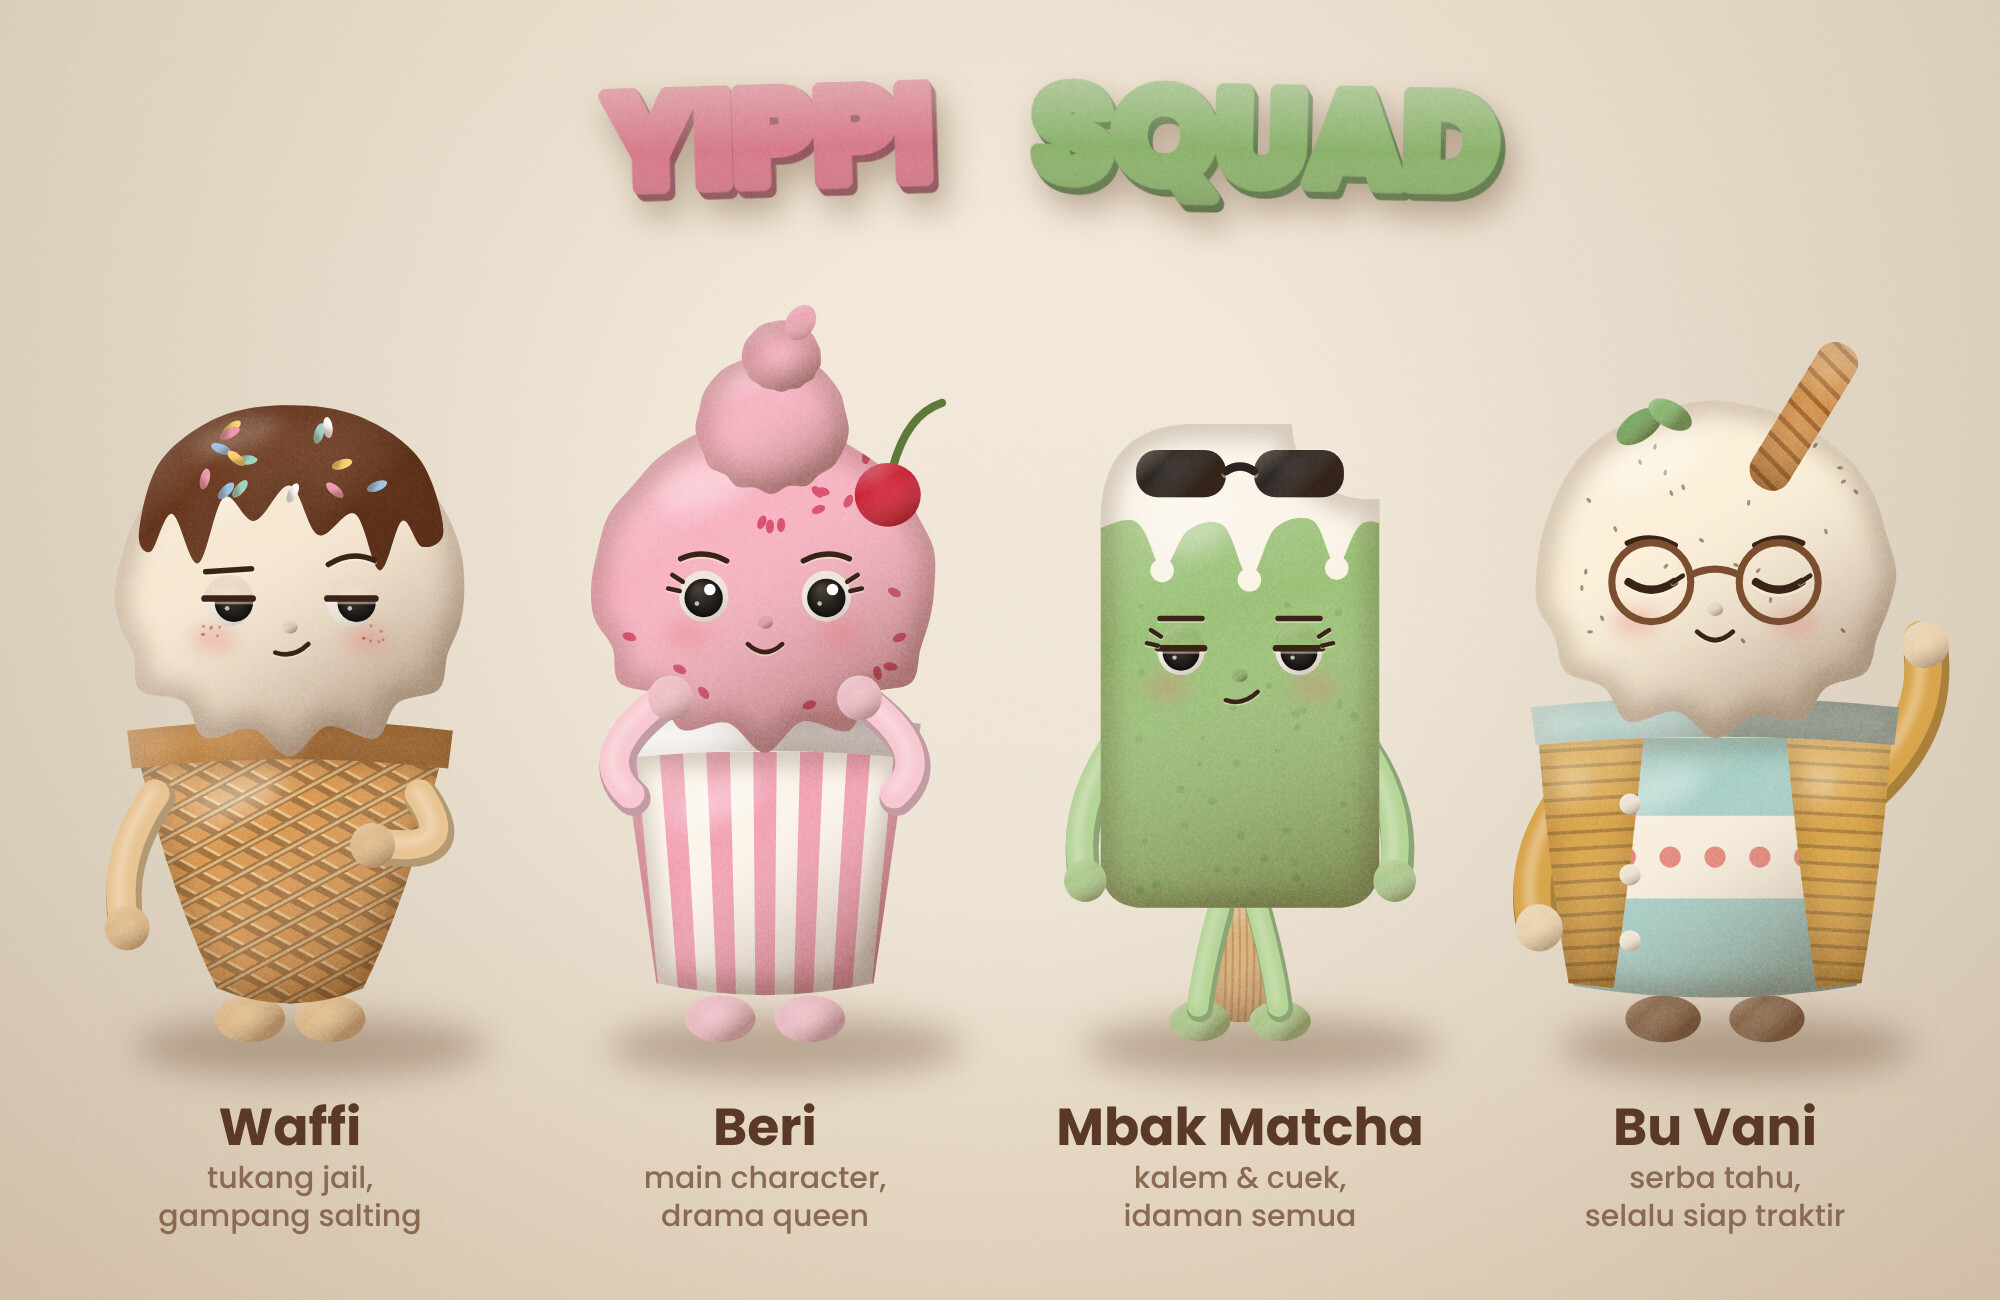 YIPPI SQUAD
Waffi
tukang jail,
gampang salting
Beri
main character,
drama queen
Mbak Matcha
kalem & cuek,
idaman semua
Bu Vani
serba tahu,
selalu siap traktir